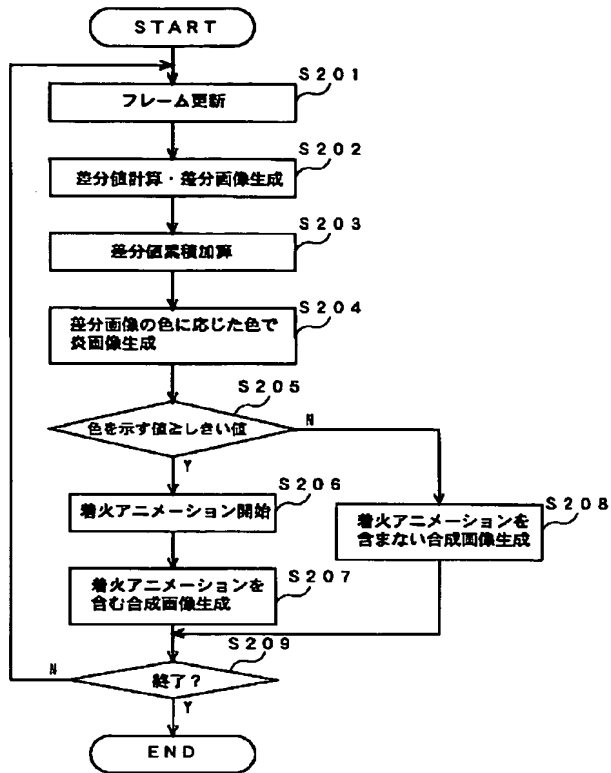 START
S201
フレーム更新
S202
差分値計算・差分画像生成
S203
差分値累積加算
S204
差分画像の色に応じた色で
炎画像生成
S205
色を示す値≧しきい値
N
Y
S206
着火アニメーション開始
S208
着火アニメーションを
含まない合成画像生成
S207
着火アニメーションを
含む合成画像生成
S209
N
終了？
Y
END